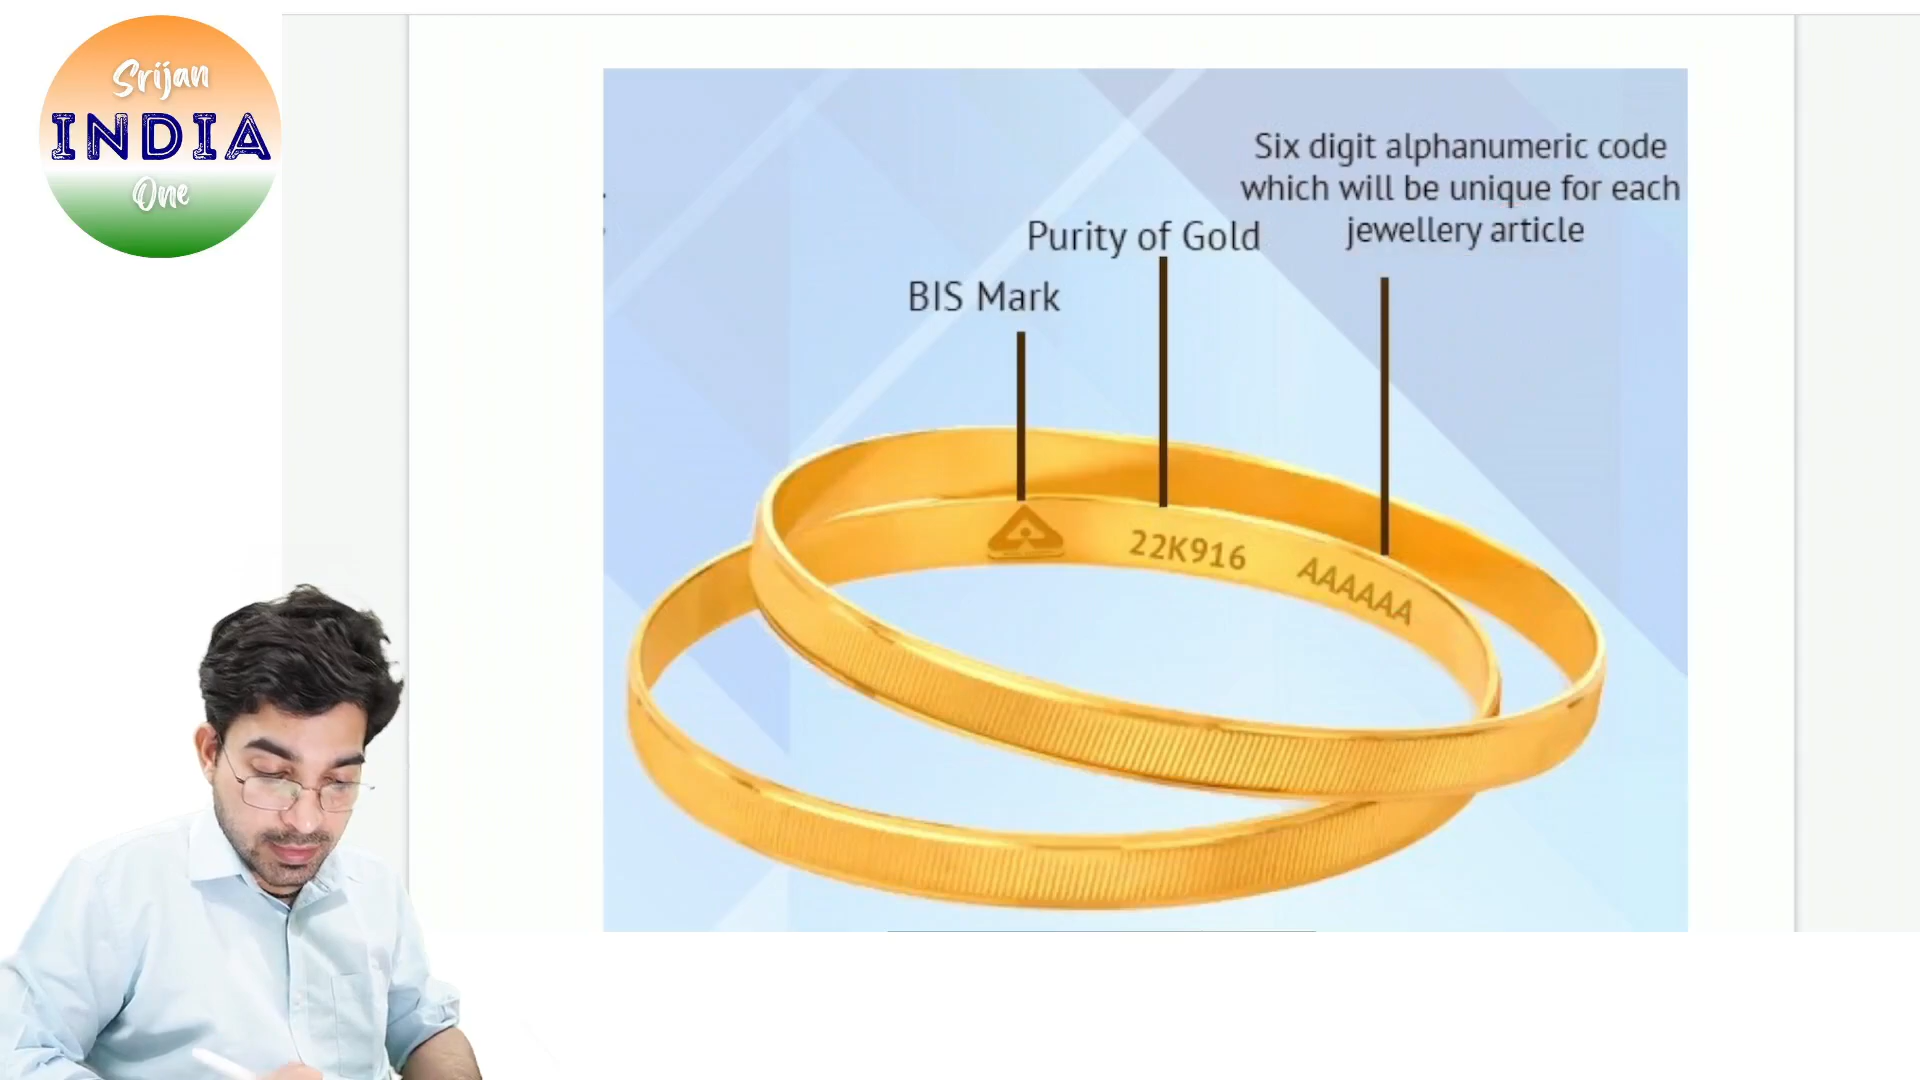 Srijan
INDIA
One
Six digit alphanumeric code
which will be unique for each
jewellery article
Purity of Gold
BIS Mark
22K916
AAAAAA